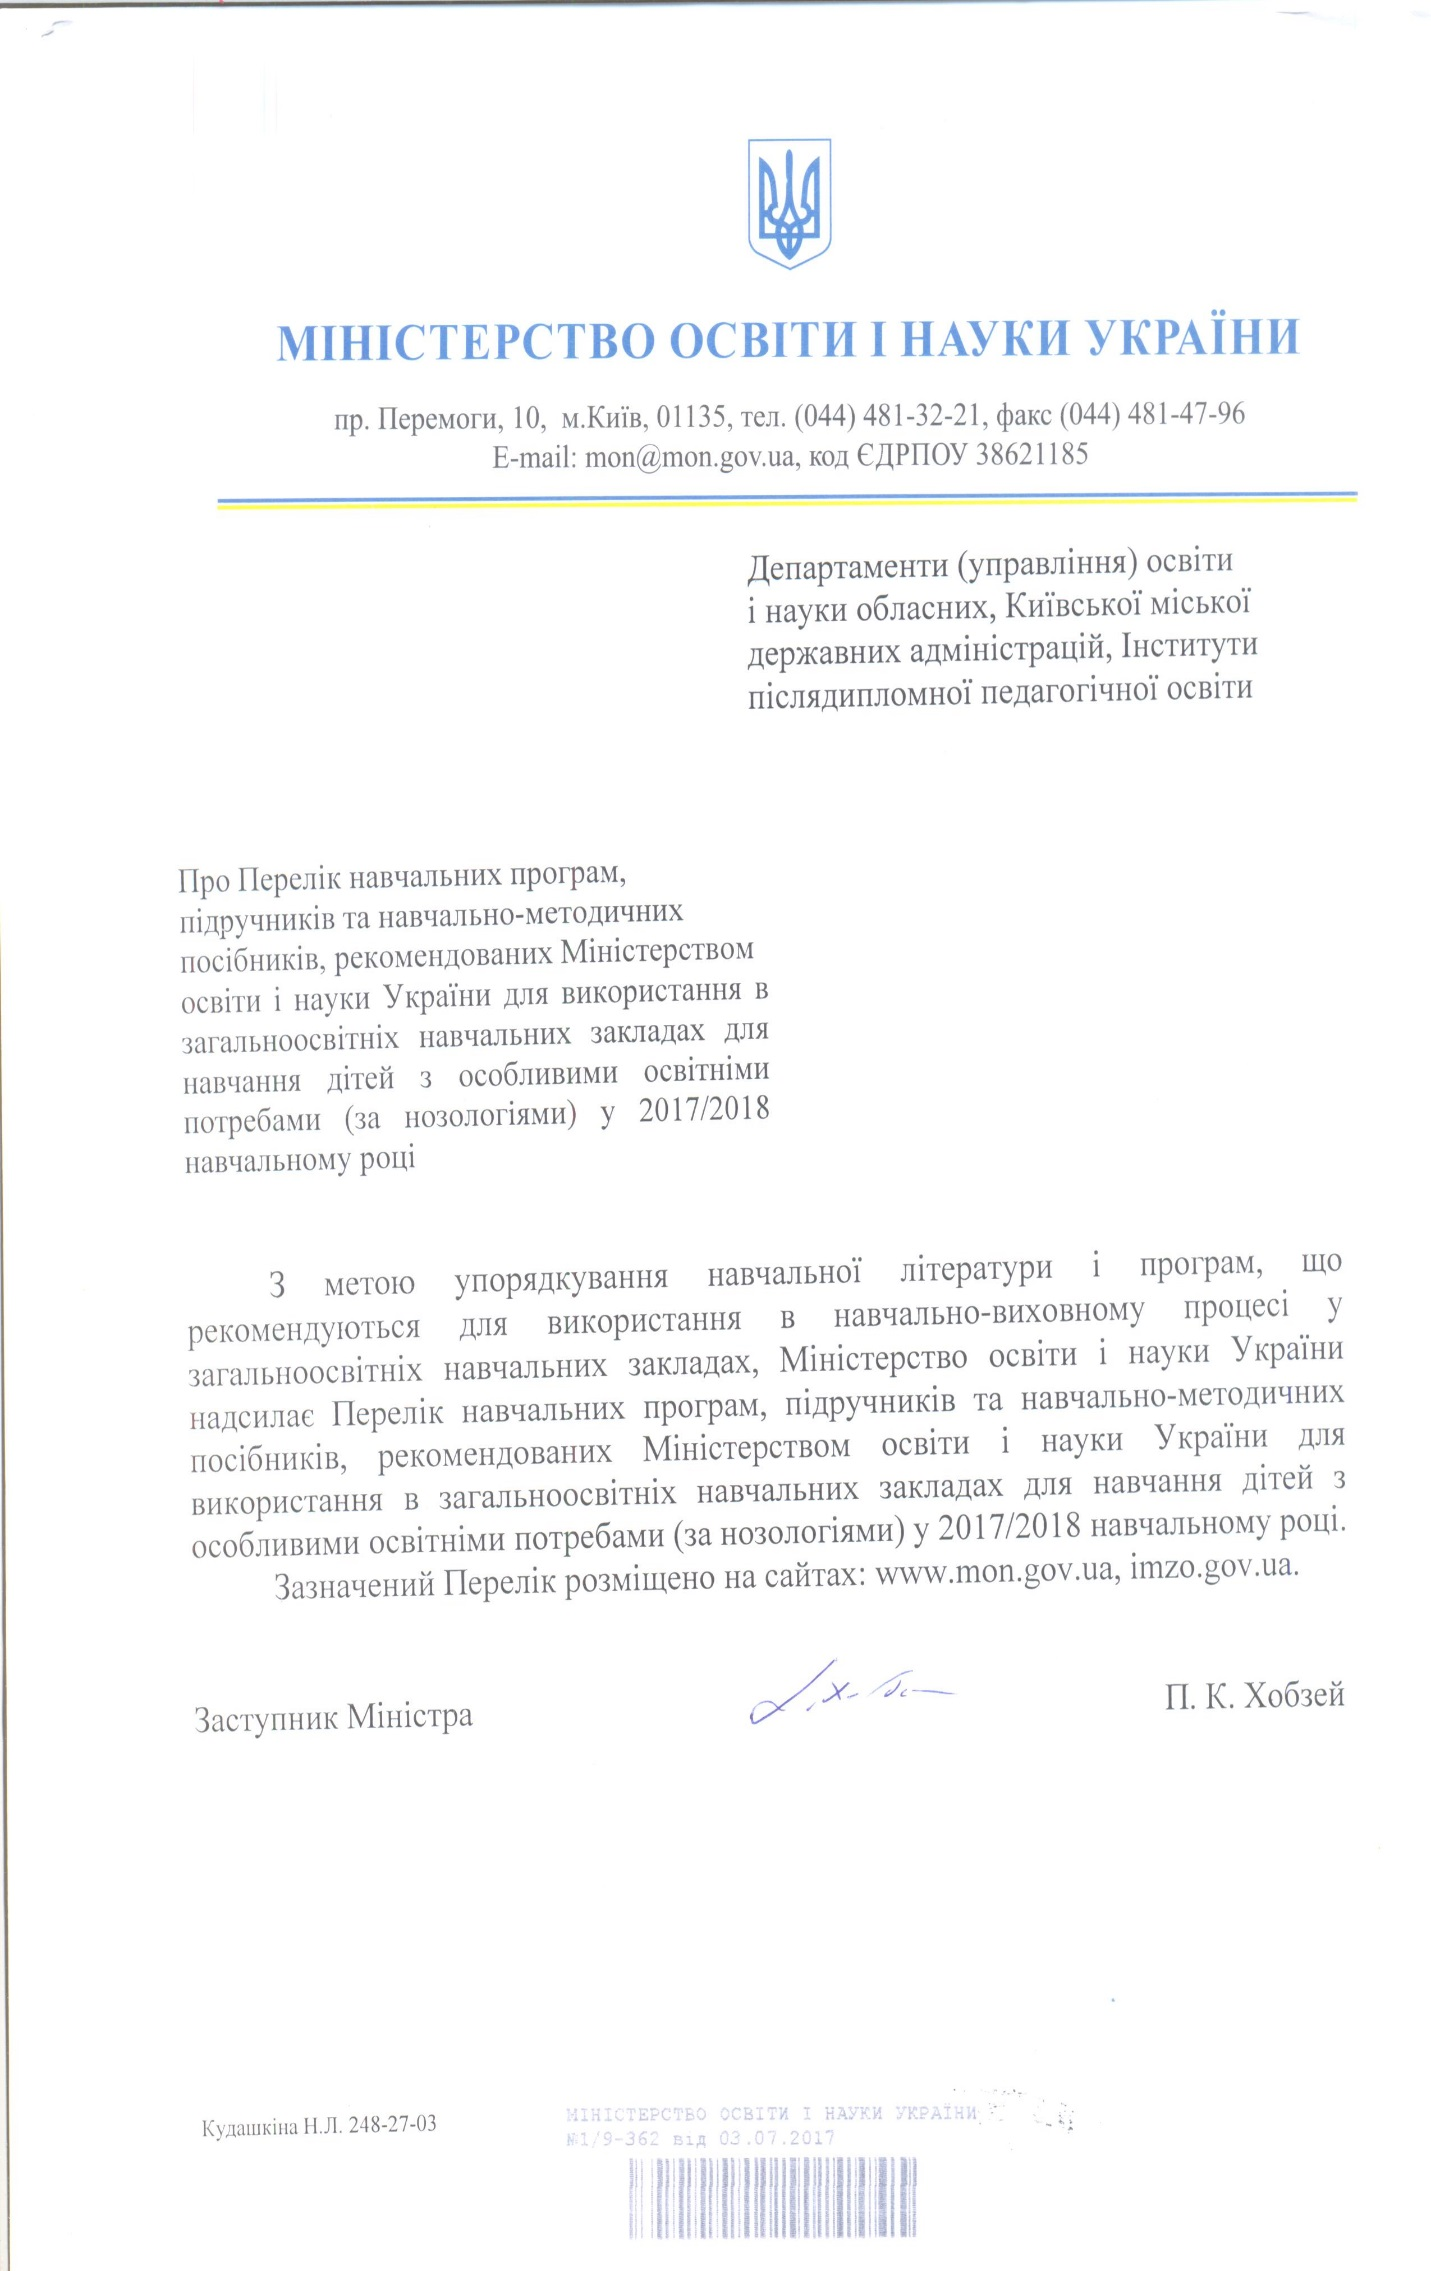 МІНІСТЕРСТВО ОСВІТИ І НАУКИ УКРАЇНИ
пр. Перемоги, 10, м.Київ, 01135, тел. (044) 481-32-21, факс (044) 481-47-96
E-mail: mon@mon.gov.ua, код ЄДРПОУ 38621185
Департаменти (управління) освіти
і науки обласних, Київської міської
державних адміністрацій, Інститути
післядипломної педагогічної освіти
Про Перелік навчальних програм,
підручників та навчально-методичних
посібників, рекомендованих Міністерством
освіти і науки України для використання в
загальноосвітніх навчальних закладах для
навчання дітей з особливими освітніми
потребами (за нозологіями) у 2017/2018
навчальному році
З метою упорядкування навчальної літератури і програм, що
рекомендуються для використання в навчально-виховному процесі у
загальноосвітніх навчальних закладах, Міністерство освіти і науки України
надсилає Перелік навчальних програм, підручників та навчально-методичних
посібників, рекомендованих Міністерством освіти і науки України для
використання в загальноосвітніх навчальних закладах для навчання дітей з
особливими освітніми потребами (за нозологіями) у 2017/2018 навчальному році.
Зазначений Перелік розміщено на сайтах: www.mon.gov.ua, imzo.gov.ua.
Заступник Міністра П. К. Хобзей
Кудашкіна Н.Л. 248-27-03
МІНІСТЕРСТВО ОСВІТИ І НАУКИ УКРАЇНИ
№1/9-362 від 03.07.2017